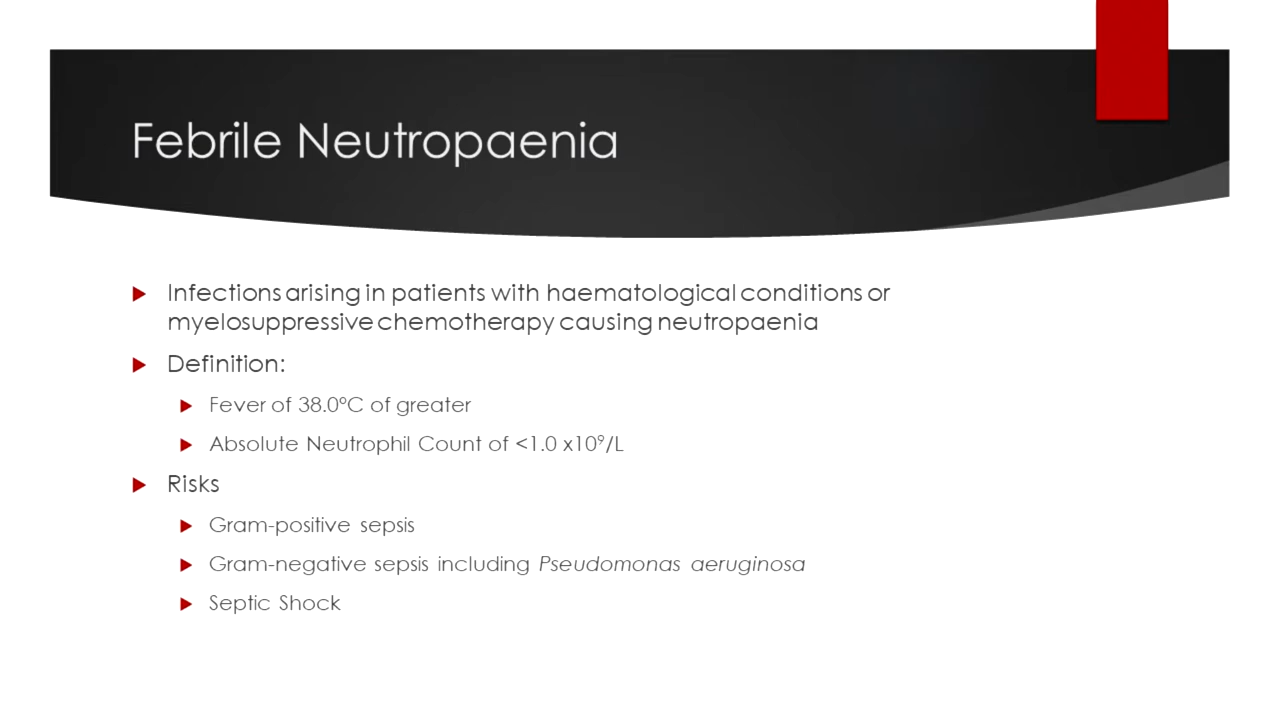 Febrile Neutropaenia
Infections arising in patients with haematological conditions or
myelosuppressive chemotherapy causing neutropaenia
Definition:
Fever of 38.0°C of greater
Absolute Neutrophil Count of <1.0 x10⁹/L
Risks
Gram-positive sepsis
Gram-negative sepsis including Pseudomonas aeruginosa
Septic Shock